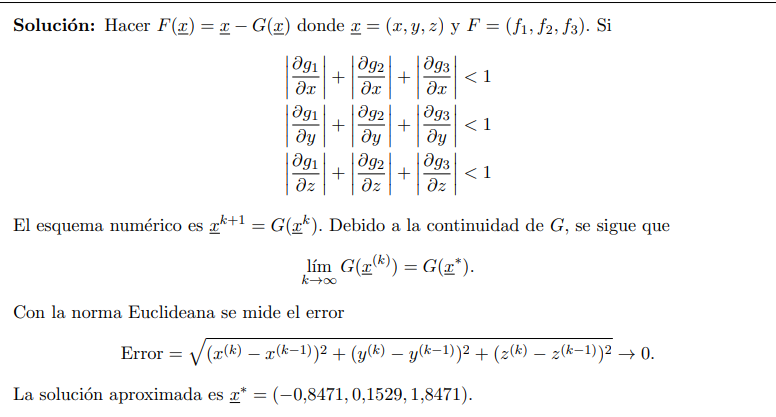 Solución: Hacer F(x) = x − G(x) donde x = (x, y, z) y F = (f₁, f₂, f₃). Si
|∂g₁/∂x| + |∂g₂/∂x| + |∂g₃/∂x| < 1
|∂g₁/∂y| + |∂g₂/∂y| + |∂g₃/∂y| < 1
|∂g₁/∂z| + |∂g₂/∂z| + |∂g₃/∂z| < 1
El esquema numérico es x^{k+1} = G(x^k). Debido a la continuidad de G, se sigue que
lím_{k→∞} G(x^{(k)}) = G(x*).
Con la norma Euclideana se mide el error
Error = √((x^{(k)} − x^{(k−1)})² + (y^{(k)} − y^{(k−1)})² + (z^{(k)} − z^{(k−1)})²) → 0.
La solución aproximada es x* = (−0,8471, 0,1529, 1,8471).